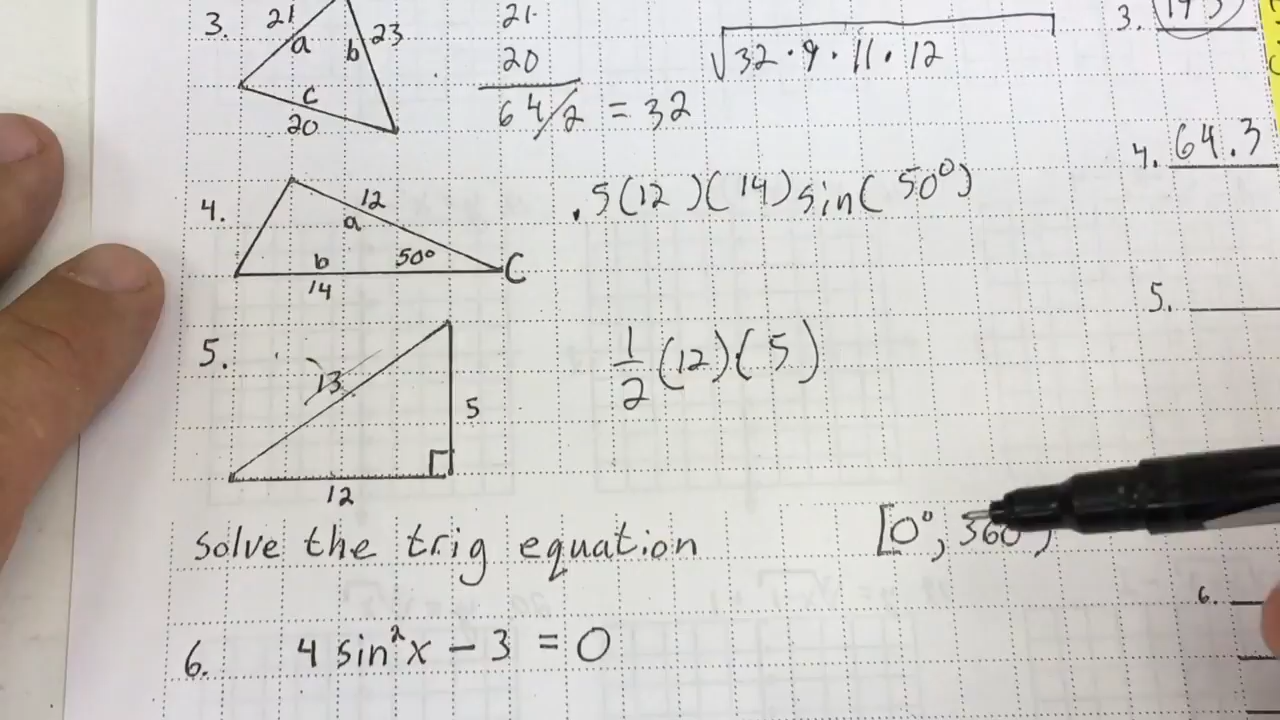 3.
21
a
b
23
c
20
21
20
64/2 = 32
√32·9·11·12
3.
4.
12
a
b
50°
14
C
.5(12)(14)sin(50°)
4. 64.3
5.
13
5
12
1/2 (12)(5)
5.
solve the trig equation [0°, 360°)
6. 4 sin²x - 3 = 0
6.